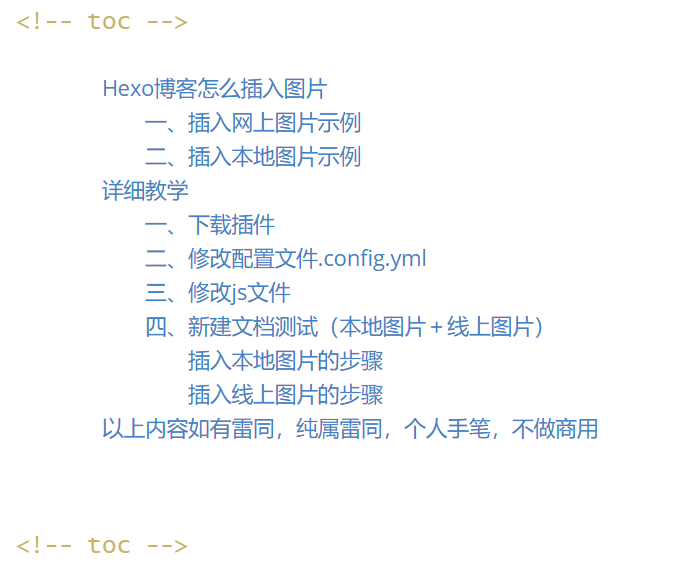 <!-- toc -->
Hexo博客怎么插入图片
一、插入网上图片示例
二、插入本地图片示例
详细教学
一、下载插件
二、修改配置文件.config.yml
三、修改js文件
四、新建文档测试（本地图片+线上图片）
插入本地图片的步骤
插入线上图片的步骤
以上内容如有雷同，纯属雷同，个人手笔，不做商用
<!-- toc -->